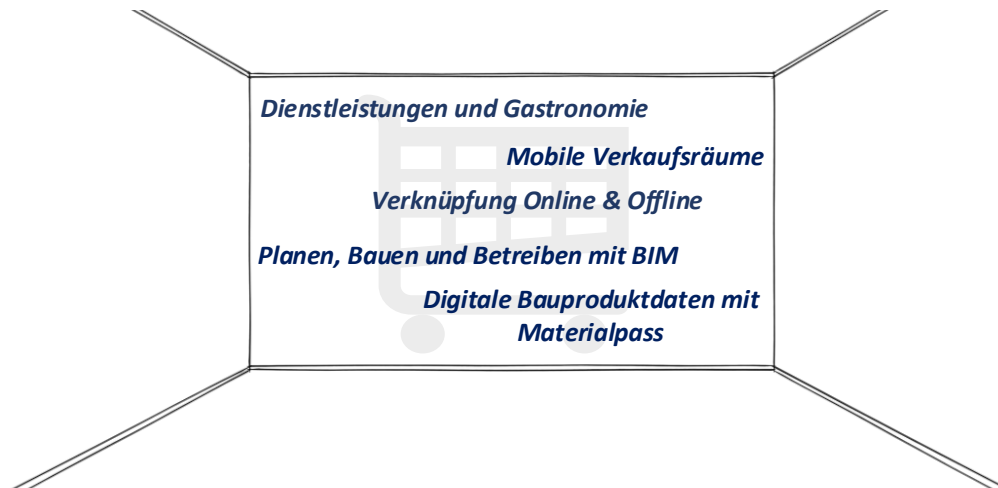 Dienstleistungen und Gastronomie
Mobile Verkaufsräume
Verknüpfung Online & Offline
Planen, Bauen und Betreiben mit BIM
Digitale Bauproduktdaten mit
Materialpass